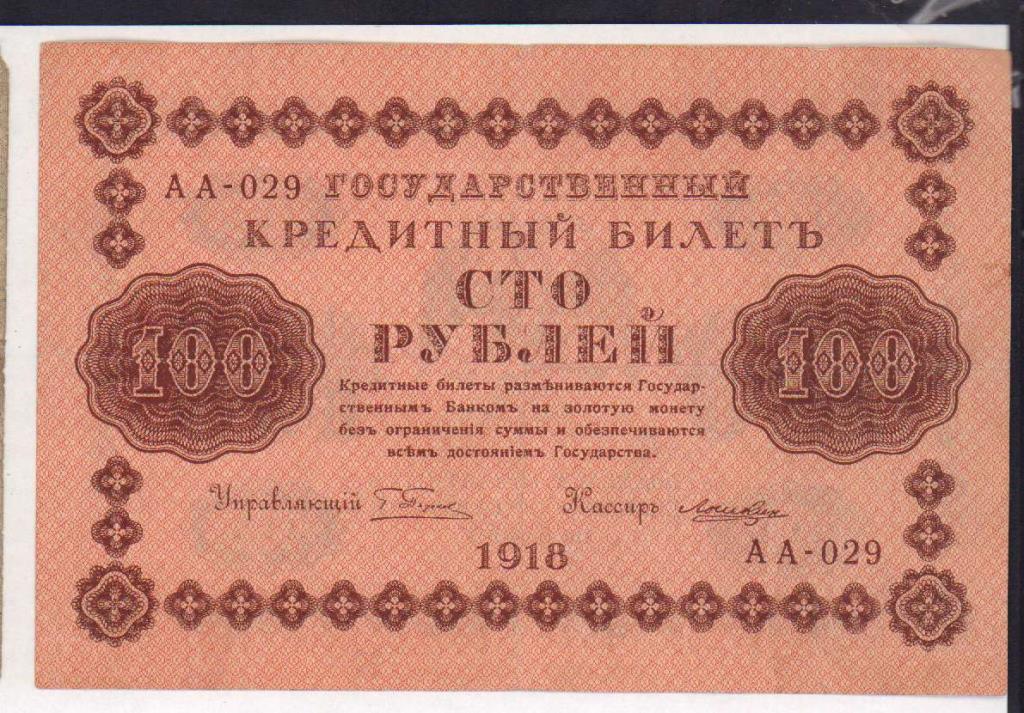 АА-029 ГОСУДАРСТВЕННЫЙ
КРЕДИТНЫЙ БИЛЕТЪ
СТО
РУБЛЕЙ
100
100
Кредитные билеты размѣниваются Государ-
ственнымъ Банкомъ на золотую монету
безъ ограниченія суммы и обезпечиваются
всѣмъ достояніемъ Государства.
Управляющій
Кассиръ
1918
АА-029